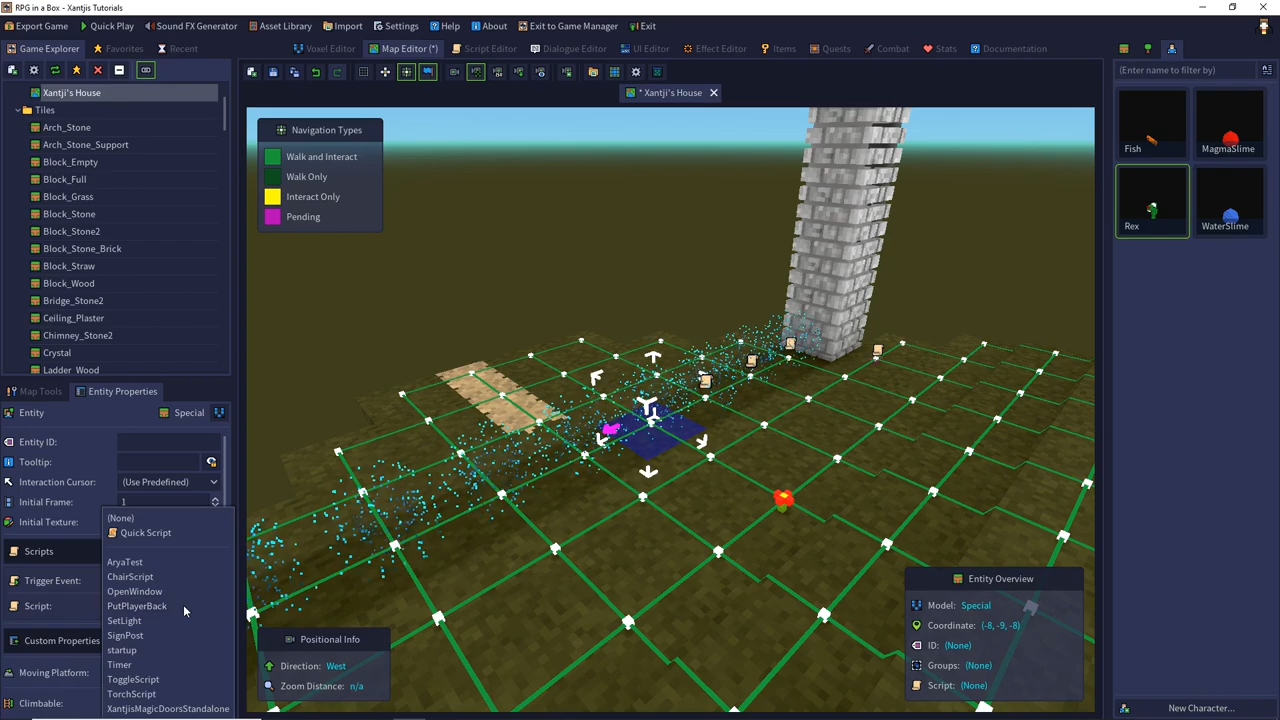 RPG in a Box - Xantjis Tutorials
Export Game Quick Play Sound FX Generator Asset Library Import Settings Help About Exit to Game Manager Exit
Game Explorer Favorites Recent Voxel Editor Map Editor (*) Script Editor Dialogue Editor UI Editor Effect Editor Items Quests Combat Stats Documentation
(Enter name to filter by)
Xantji's House
* Xantji's House
Tiles
Arch_Stone
Arch_Stone_Support
Block_Empty
Block_Full
Block_Grass
Block_Stone
Block_Stone2
Block_Stone_Brick
Block_Straw
Block_Wood
Bridge_Stone2
Ceiling_Plaster
Chimney_Stone2
Crystal
Ladder_Wood
Navigation Types
Walk and Interact
Walk Only
Interact Only
Pending
Fish MagmaSlime
Rex WaterSlime
Map Tools Entity Properties
Entity Special
Entity ID:
Tooltip:
Interaction Cursor: (Use Predefined)
Initial Frame: 1
Initial Texture:
Scripts
Trigger Event:
Script:
Custom Properties
Moving Platform:
Climbable:
(None)
Quick Script
AryaTest
ChairScript
OpenWindow
PutPlayerBack
SetLight
SignPost
startup
Timer
ToggleScript
TorchScript
XantjisMagicDoorsStandalone
Positional Info
Direction: West
Zoom Distance: n/a
Entity Overview
Model: Special
Coordinate: (-8, -9, -8)
ID: (None)
Groups: (None)
Script: (None)
New Character...